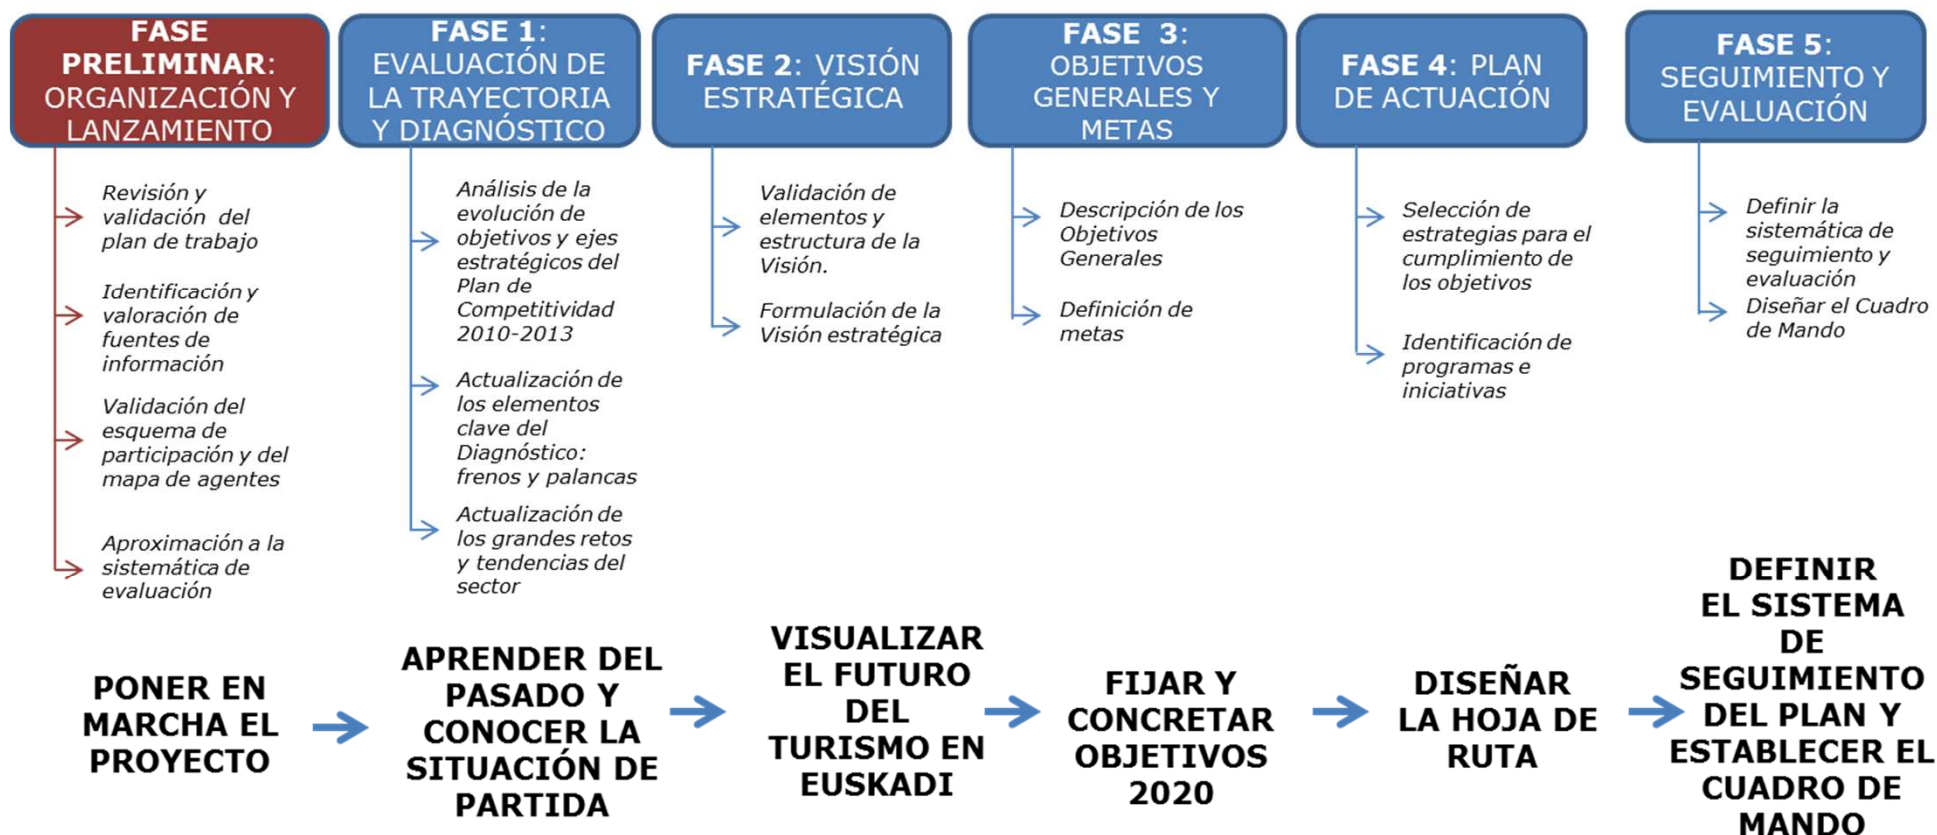 FASE
PRELIMINAR:
ORGANIZACIÓN Y
LANZAMIENTO
Revisión y
validación del
plan de trabajo
Identificación y
valoración de
fuentes de
información
Validación del
esquema de
participación y del
mapa de agentes
Aproximación a la
sistemática de
evaluación
FASE 1:
EVALUACIÓN DE
LA TRAYECTORIA
Y DIAGNÓSTICO
Análisis de la
evolución de
objetivos y ejes
estratégicos del
Plan de
Competitividad
2010-2013
Actualización de
los elementos
clave del
Diagnóstico:
frenos y palancas
Actualización de
los grandes retos
y tendencias del
sector
FASE 2: VISIÓN
ESTRATÉGICA
Validación de
elementos y
estructura de la
Visión.
Formulación de la
Visión estratégica
FASE 3:
OBJETIVOS
GENERALES Y
METAS
Descripción de los
Objetivos
Generales
Definición de
metas
FASE 4: PLAN
DE ACTUACIÓN
Selección de
estrategias para el
cumplimiento de
los objetivos
Identificación de
programas e
iniciativas
FASE 5:
SEGUIMIENTO Y
EVALUACIÓN
Definir la
sistemática de
seguimiento y
evaluación
Diseñar el Cuadro
de Mando
PONER EN
MARCHA EL
PROYECTO
APRENDER DEL
PASADO Y
CONOCER LA
SITUACIÓN DE
PARTIDA
VISUALIZAR
EL FUTURO
DEL
TURISMO EN
EUSKADI
FIJAR Y
CONCRETAR
OBJETIVOS
2020
DISEÑAR
LA HOJA DE
RUTA
DEFINIR
EL SISTEMA
DE
SEGUIMIENTO
DEL PLAN Y
ESTABLECER EL
CUADRO DE
MANDO